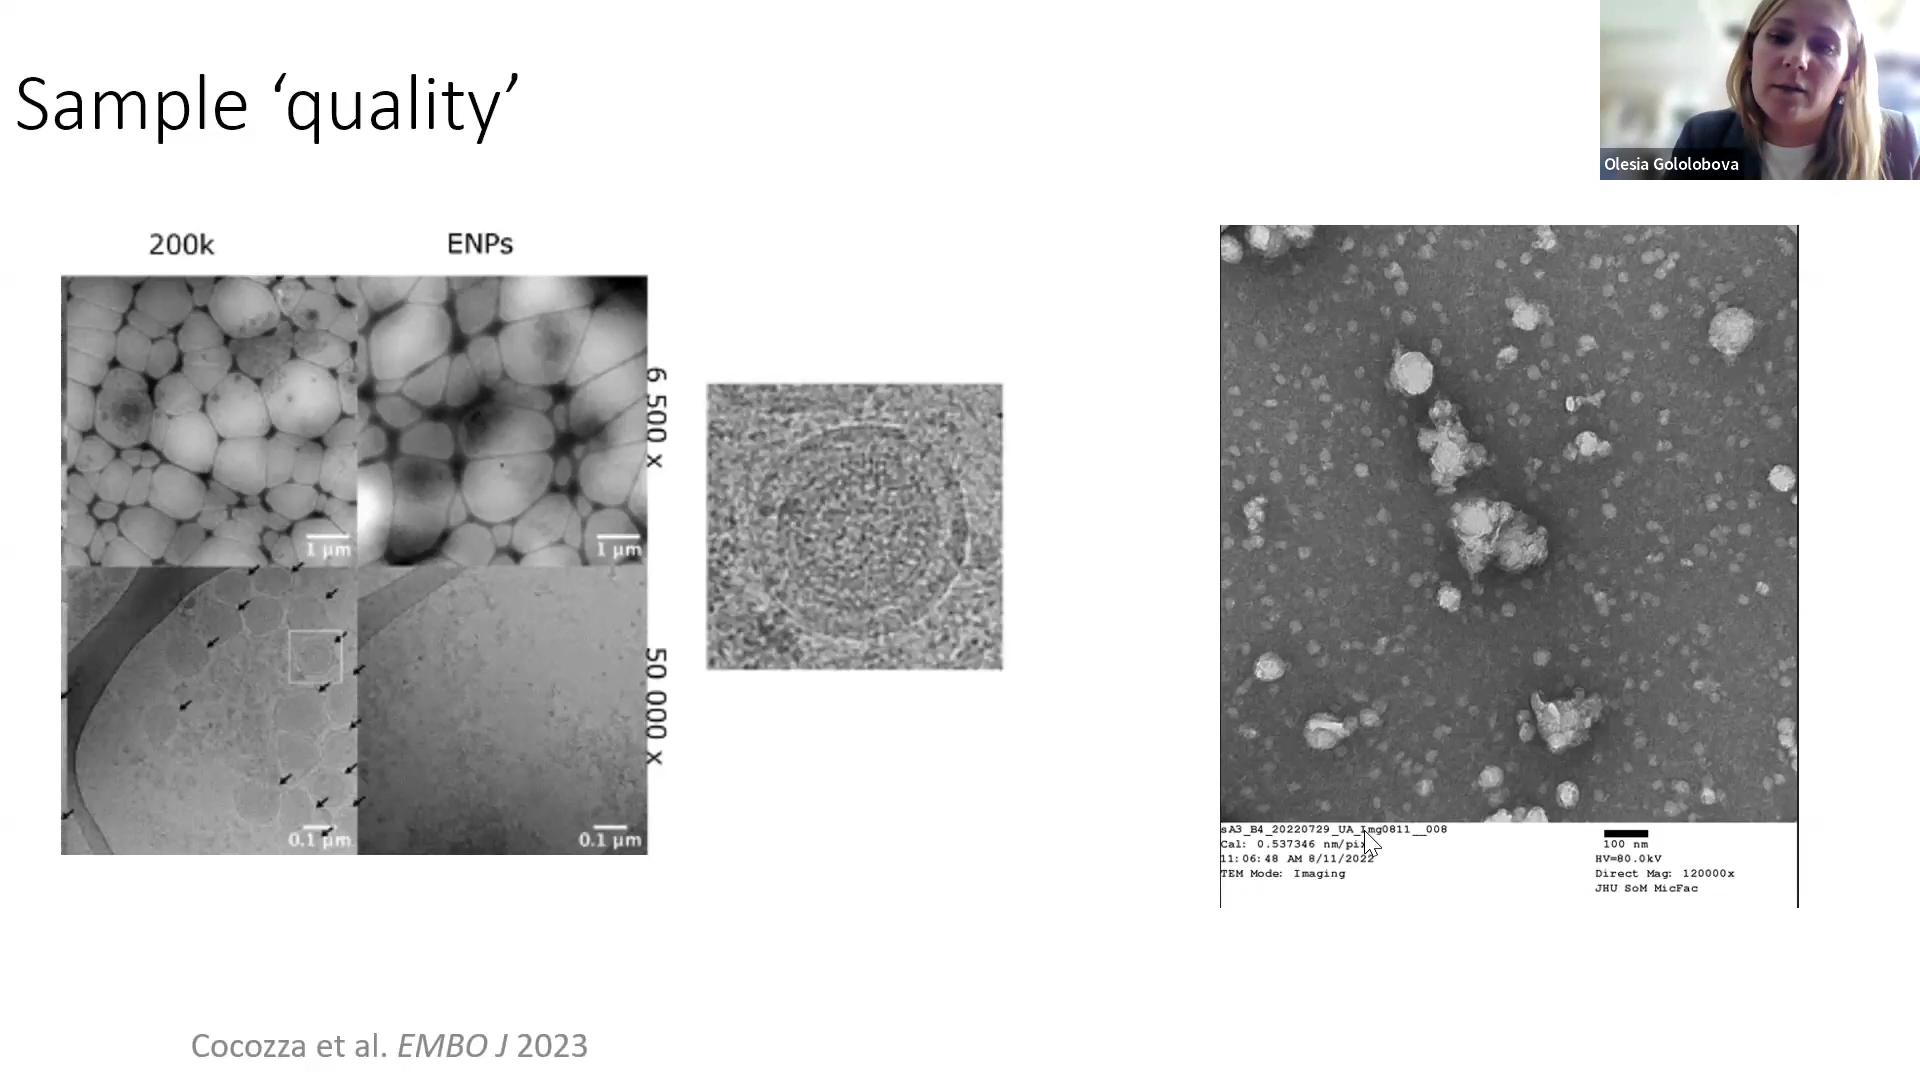 Sample ‘quality’
Olesia Gololobova
200k
ENPs
6 500 x
1 µm
1 µm
50 000 x
0.1 µm
0.1 µm
sA3_B4_20220729_UA_Img0811__008
Cal: 0.537346 nm/pix
11:06:48 AM 8/11/2022
TEM Mode: Imaging
100 nm
HV=80.0kV
Direct Mag: 120000x
JHU SoM MicFac
Cocozza et al. EMBO J 2023